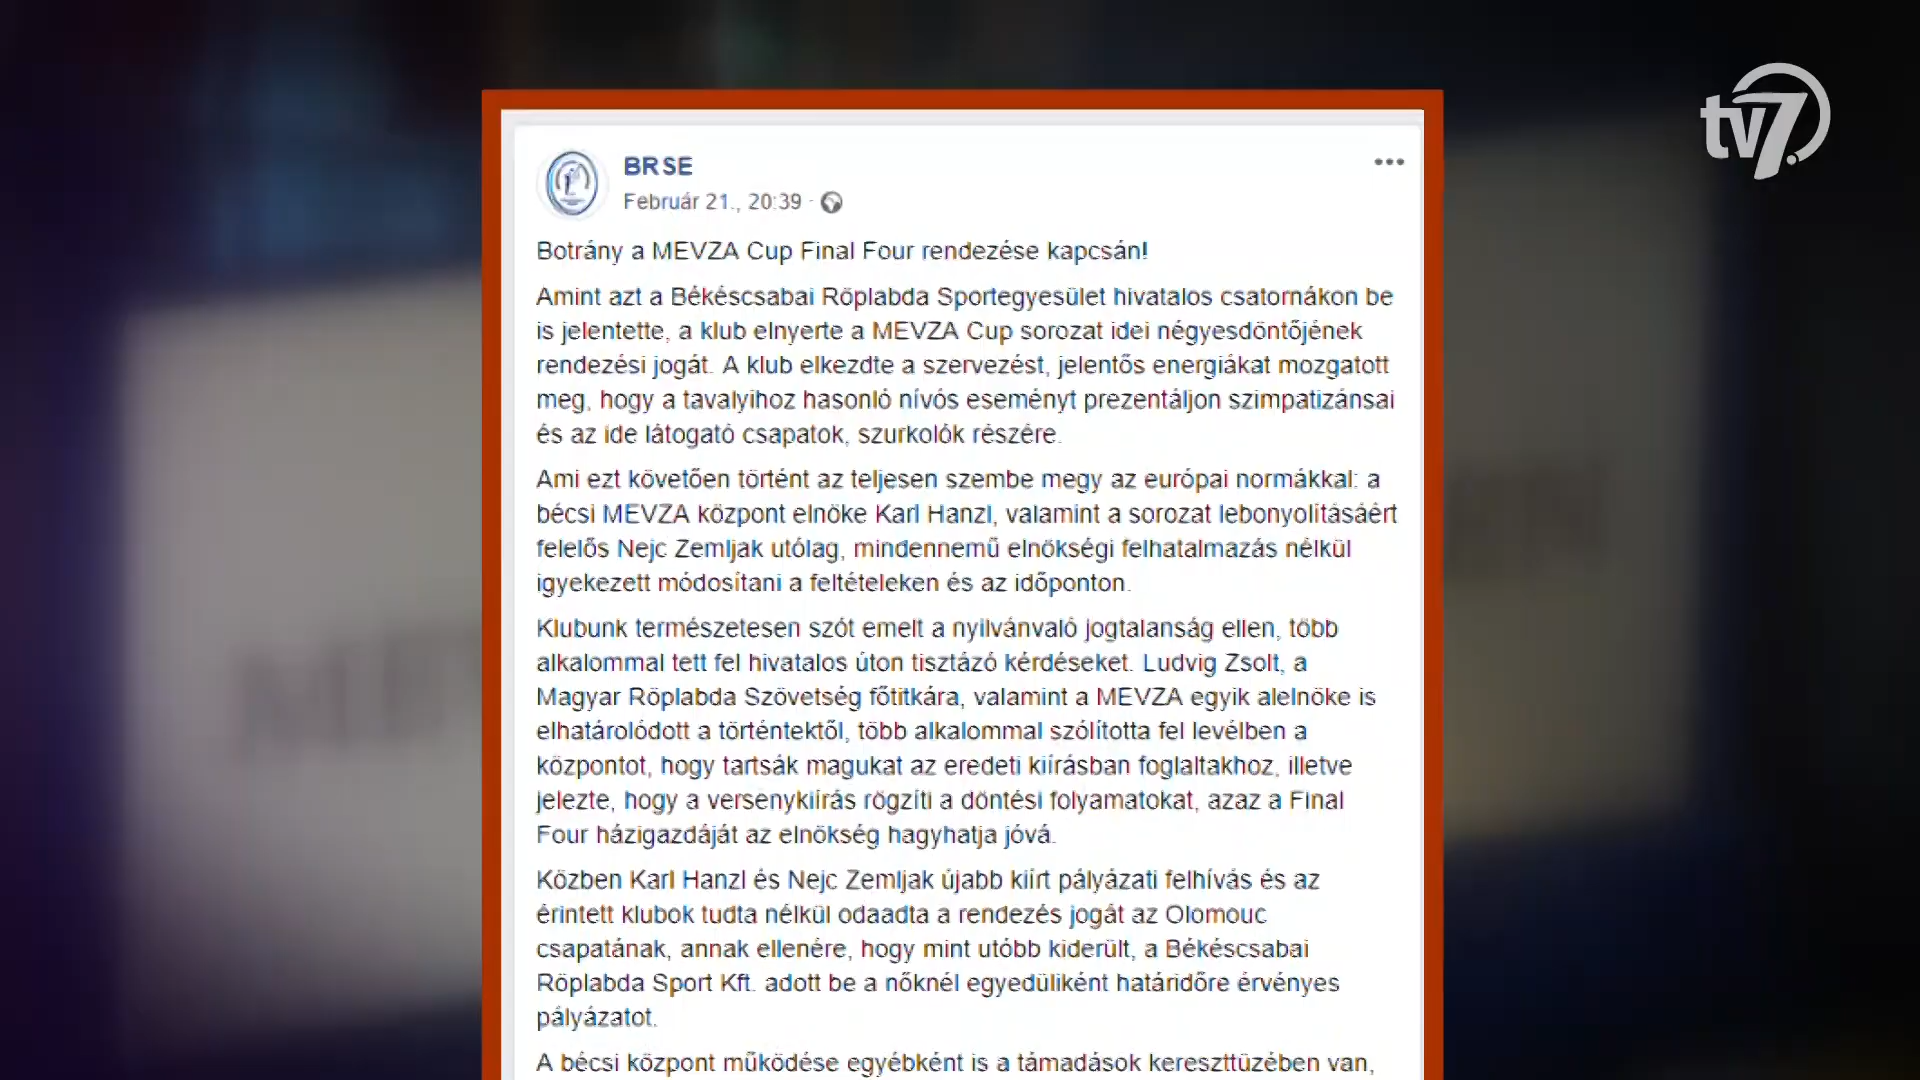 tv7
BRSE
Február 21., 20:39 ·
Botrány a MEVZA Cup Final Four rendezése kapcsán!
Amint azt a Békéscsabai Röplabda Sportegyesület hivatalos csatornákon be
is jelentette, a klub elnyerte a MEVZA Cup sorozat idei négyesdöntőjének
rendezési jogát. A klub elkezdte a szervezést, jelentős energiákat mozgatott
meg, hogy a tavalyihoz hasonló nívós eseményt prezentáljon szimpatizánsai
és az ide látogató csapatok, szurkolók részére.
Ami ezt követően történt az teljesen szembe megy az európai normákkal: a
bécsi MEVZA központ elnöke Karl Hanzl, valamint a sorozat lebonyolításáért
felelős Nejc Zemljak utólag, mindennemű elnökségi felhatalmazás nélkül
igyekezett módosítani a feltételeken és az időponton.
Klubunk természetesen szót emelt a nyilvánvaló jogtalanság ellen, több
alkalommal tett fel hivatalos úton tisztázó kérdéseket. Ludvig Zsolt, a
Magyar Röplabda Szövetség főtitkára, valamint a MEVZA egyik alelnöke is
elhatárolódott a történtektől, több alkalommal szólította fel levélben a
központot, hogy tartsák magukat az eredeti kiírásban foglaltakhoz, illetve
jelezte, hogy a versenykiírás rögzíti a döntési folyamatokat, azaz a Final
Four házigazdáját az elnökség hagyhatja jóvá.
Közben Karl Hanzl és Nejc Zemljak újabb kiírt pályázati felhívás és az
érintett klubok tudta nélkül odaadta a rendezés jogát az Olomouc
csapatának, annak ellenére, hogy mint utóbb kiderült, a Békéscsabai
Röplabda Sport Kft. adott be a nőknél egyedüliként határidőre érvényes
pályázatot.
A bécsi központ működése egyébként is a támadások kereszttüzében van,